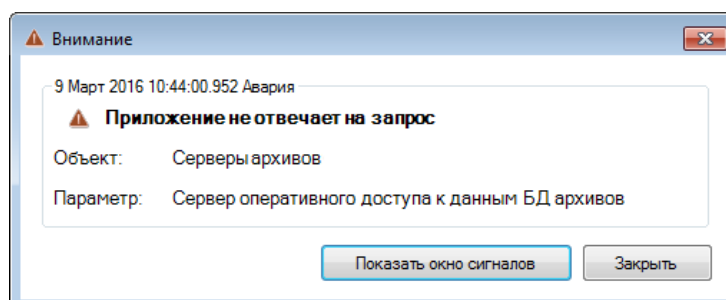 Внимание
9 Март 2016 10:44:00.952 Авария
Приложение не отвечает на запрос
Объект: Серверы архивов
Параметр: Сервер оперативного доступа к данным БД архивов
Показать окно сигналов Закрыть